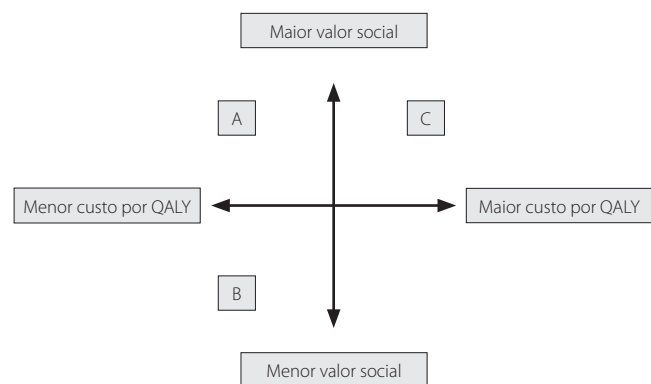 Maior valor social
A
C
Menor custo por QALY
Maior custo por QALY
B
Menor valor social